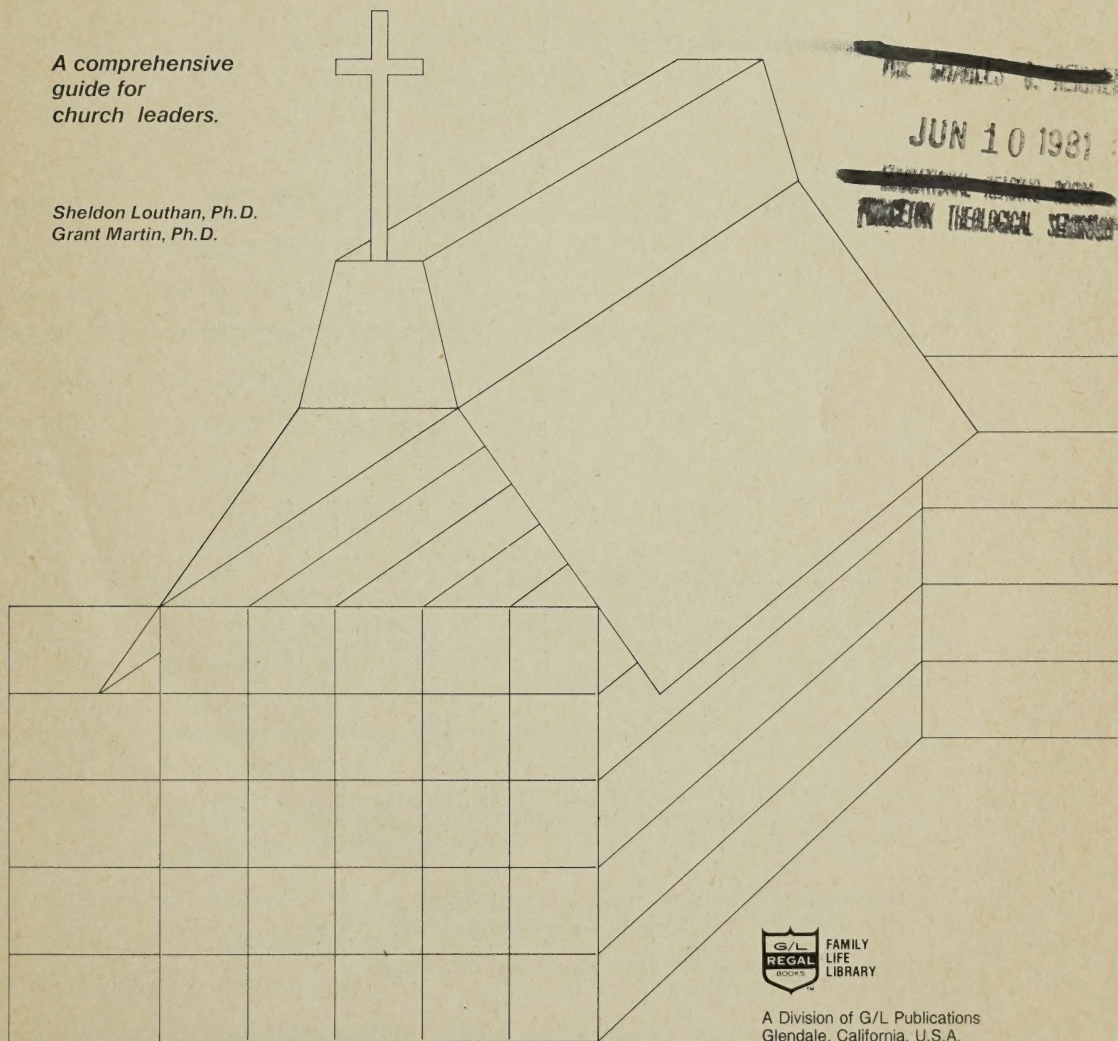 A comprehensive
guide for
church leaders.
Sheldon Louthan, Ph.D.
Grant Martin, Ph.D.
JUN 10 1981
PRINCETON THEOLOGICAL SEMINARY
G/L
REGAL
BOOKS
TM
FAMILY
LIFE
LIBRARY
A Division of G/L Publications
Glendale, California, U.S.A.